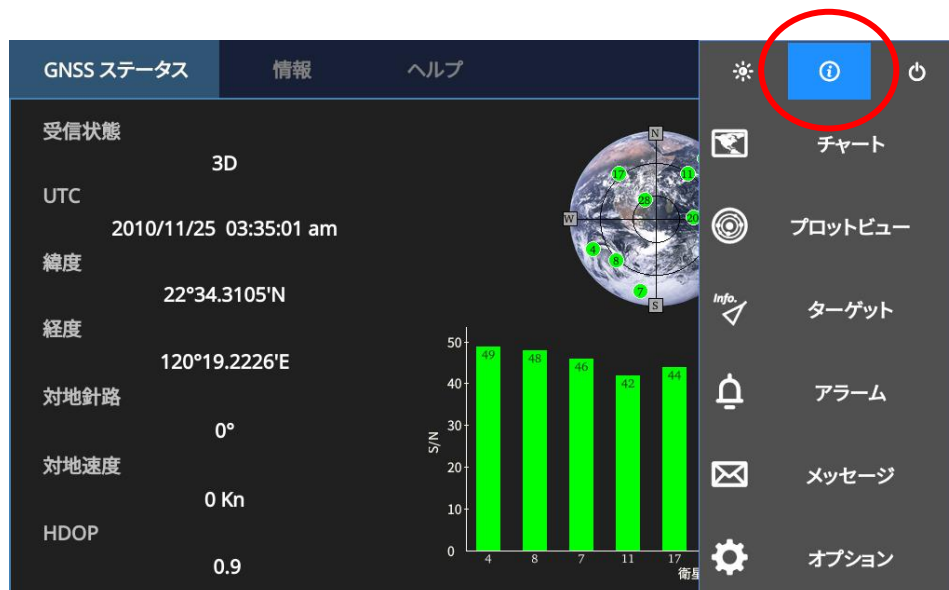 GNSS ステータス 情報 ヘルプ
受信状態
3D
UTC
2010/11/25 03:35:01 am
緯度
22°34.3105'N
経度
120°19.2226'E
対地針路
0°
対地速度
0 Kn
HDOP
0.9
N
17
11
28
W
20
4
8
7
S
50
40
30
20
10
0
S/N
49 48 46 42 44
4 8 7 11 17
衛星
チャート
プロットビュー
Info.
ターゲット
アラーム
メッセージ
オプション